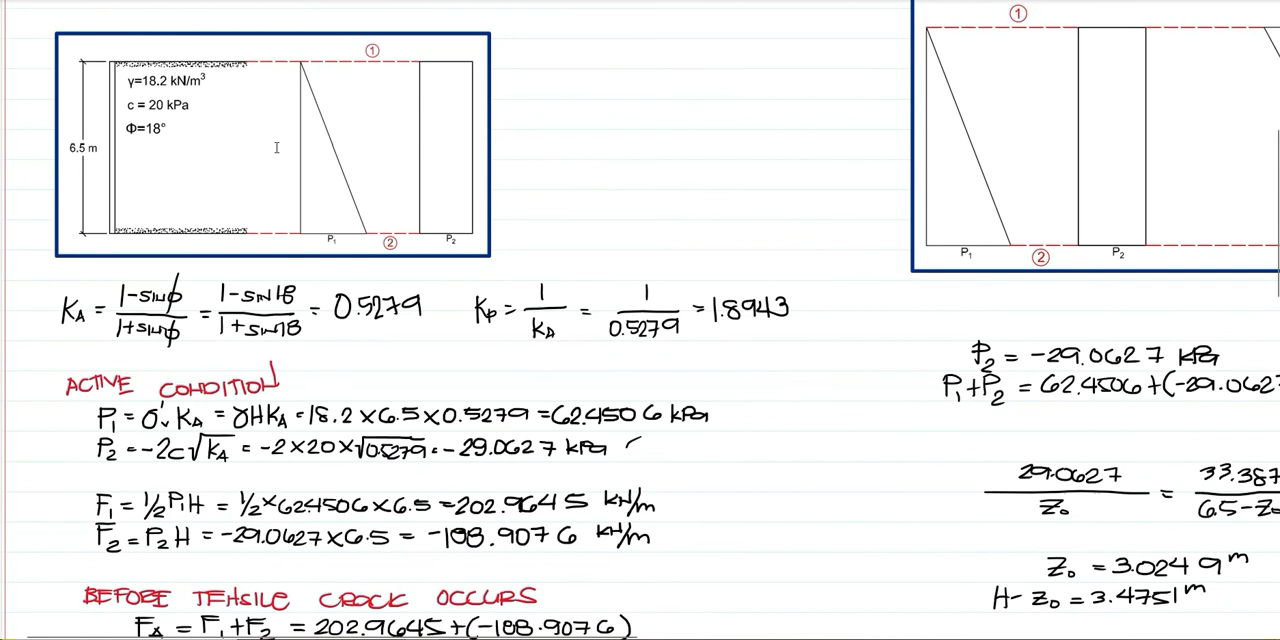 ①
γ=18.2 kN/m³
c = 20 kPa
Φ=18°
6.5 m
P₁
②
P₂
K_A = (1-sinϕ)/(1+sinϕ) = (1-sin18)/(1+sin18) = 0.5279
K_P = 1/K_A = 1/0.5279 = 1.8943
ACTIVE CONDITION
P₁ = σ'ᵥ K_A = γHK_A = 18.2×6.5×0.5279 = 62.4506 kPa
P₂ = -2c√K_A = -2×20×√0.5279 = -29.0627 kPa
F₁ = ½P₁H = ½×62.4506×6.5 = 202.9645 kN/m
F₂ = P₂H = -29.0627×6.5 = -188.9076 kN/m
BEFORE TENSILE CRACK OCCURS
F_A = F₁+F₂ = 202.9645+(-188.9076)
①
P₁
②
P₂
P₂ = -29.0627 kPa
P₁+P₂ = 62.4506+(-29.0627
29.0627/Z₀ = 33.387/6.5-Z₀
Z₀ = 3.0249 m
H-Z₀ = 3.4751 m